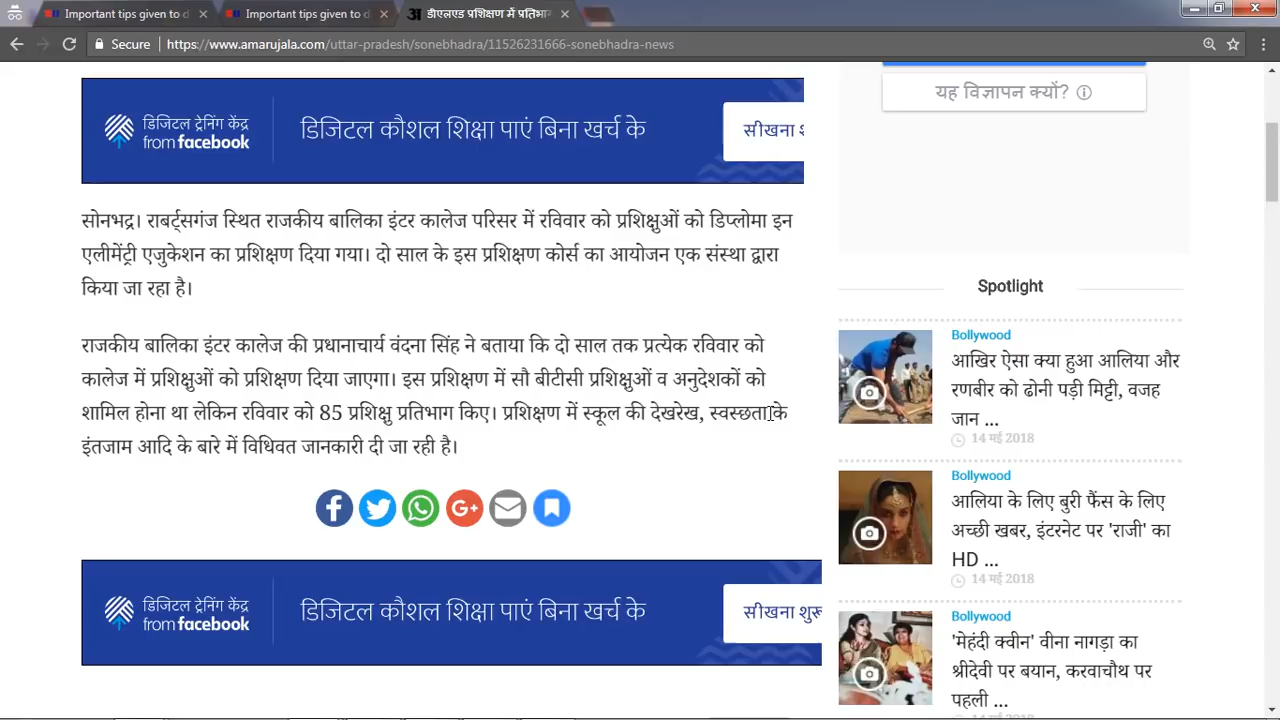 Important tips given to d
Important tips given to d
डीएलएड प्रशिक्षण में प्रतिभाग
Secure
https://www.amarujala.com/uttar-pradesh/sonebhadra/11526231666-sonebhadra-news
डिजिटल ट्रेनिंग केंद्र
from facebook
डिजिटल कौशल शिक्षा पाएं बिना खर्च के
सीखना
सोनभद्र। राबर्ट्सगंज स्थित राजकीय बालिका इंटर कालेज परिसर में रविवार को प्रशिक्षुओं को डिप्लोमा इन
एलीमेंट्री एजुकेशन का प्रशिक्षण दिया गया। दो साल के इस प्रशिक्षण कोर्स का आयोजन एक संस्था द्वारा
किया जा रहा है।
राजकीय बालिका इंटर कालेज की प्रधानाचार्य वंदना सिंह ने बताया कि दो साल तक प्रत्येक रविवार को
कालेज में प्रशिक्षुओं को प्रशिक्षण दिया जाएगा। इस प्रशिक्षण में सौ बीटीसी प्रशिक्षुओं व अनुदेशकों को
शामिल होना था लेकिन रविवार को 85 प्रशिक्षु प्रतिभाग किए। प्रशिक्षण में स्कूल की देखरेख, स्वस्छता के
इंतजाम आदि के बारे में विधिवत जानकारी दी जा रही है।
डिजिटल ट्रेनिंग केंद्र
from facebook
डिजिटल कौशल शिक्षा पाएं बिना खर्च के
सीखना शुरू
यह विज्ञापन क्यों?
Spotlight
Bollywood
आखिर ऐसा क्या हुआ आलिया और
रणबीर को ढोनी पड़ी मिट्टी, वजह
जान ...
14 मई 2018
Bollywood
आलिया के लिए बुरी फैंस के लिए
अच्छी खबर, इंटरनेट पर 'राजी' का
HD ...
14 मई 2018
Bollywood
'मेहंदी क्वीन' वीना नागड़ा का
श्रीदेवी पर बयान, करवाचौथ पर
पहली ...